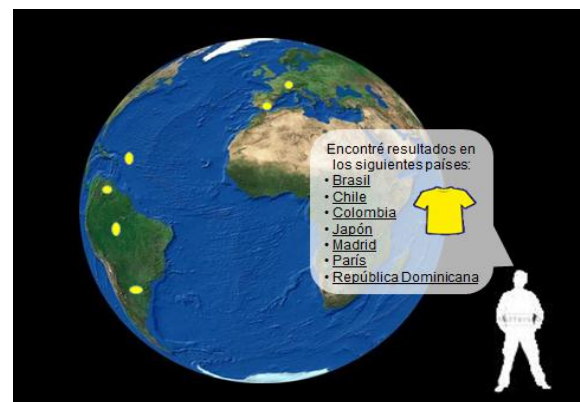 Encontré resultados en
los siguientes países:
• Brasil
• Chile
• Colombia
• Japón
• Madrid
• París
• República Dominicana